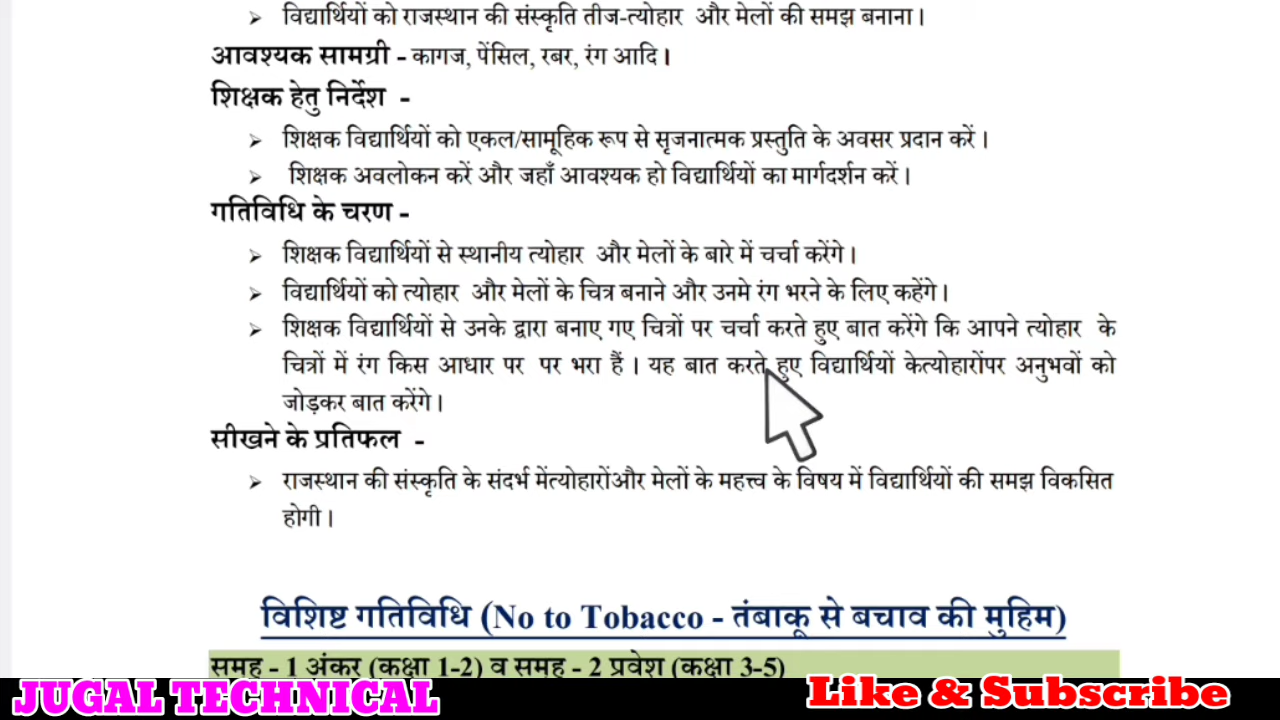 ➢ विद्यार्थियों को राजस्थान की संस्कृति तीज-त्योहार और मेलों की समझ बनाना।
आवश्यक सामग्री - कागज, पेंसिल, रबर, रंग आदि।
शिक्षक हेतु निर्देश -
➢ शिक्षक विद्यार्थियों को एकल/सामूहिक रूप से सृजनात्मक प्रस्तुति के अवसर प्रदान करें।
➢ शिक्षक अवलोकन करें और जहाँ आवश्यक हो विद्यार्थियों का मार्गदर्शन करें।
गतिविधि के चरण -
➢ शिक्षक विद्यार्थियों से स्थानीय त्योहार और मेलों के बारे में चर्चा करेंगे।
➢ विद्यार्थियों को त्योहार और मेलों के चित्र बनाने और उनमे रंग भरने के लिए कहेंगे।
➢ शिक्षक विद्यार्थियों से उनके द्वारा बनाए गए चित्रों पर चर्चा करते हुए बात करेंगे कि आपने त्योहार के
चित्रों में रंग किस आधार पर पर भरा हैं। यह बात करते हुए विद्यार्थियों केत्योहारोंपर अनुभवों को
जोड़कर बात करेंगे।
सीखने के प्रतिफल -
➢ राजस्थान की संस्कृति के संदर्भ मेंत्योहारोंऔर मेलों के महत्त्व के विषय में विद्यार्थियों की समझ विकसित
होगी।
विशिष्ट गतिविधि (No to Tobacco - तंबाकू से बचाव की मुहिम)
समूह - 1 अंकुर (कक्षा 1-2) व समूह - 2 प्रवेश (कक्षा 3-5)
JUGAL TECHNICAL
Like & Subscribe